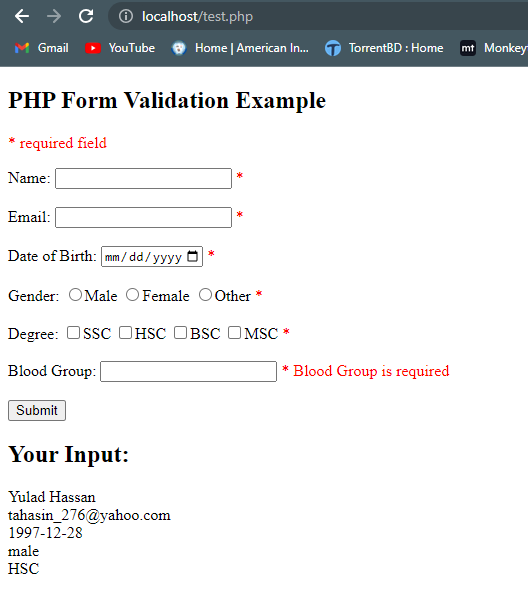 localhost/test.php
Gmail YouTube Home | American In... TorrentBD : Home mt Monkey
PHP Form Validation Example
* required field
Name: *
Email: *
Date of Birth: mm/dd/yyyy *
Gender: Male Female Other *
Degree: SSC HSC BSC MSC *
Blood Group: * Blood Group is required
Submit
Your Input:
Yulad Hassan
tahasin_276@yahoo.com
1997-12-28
male
HSC